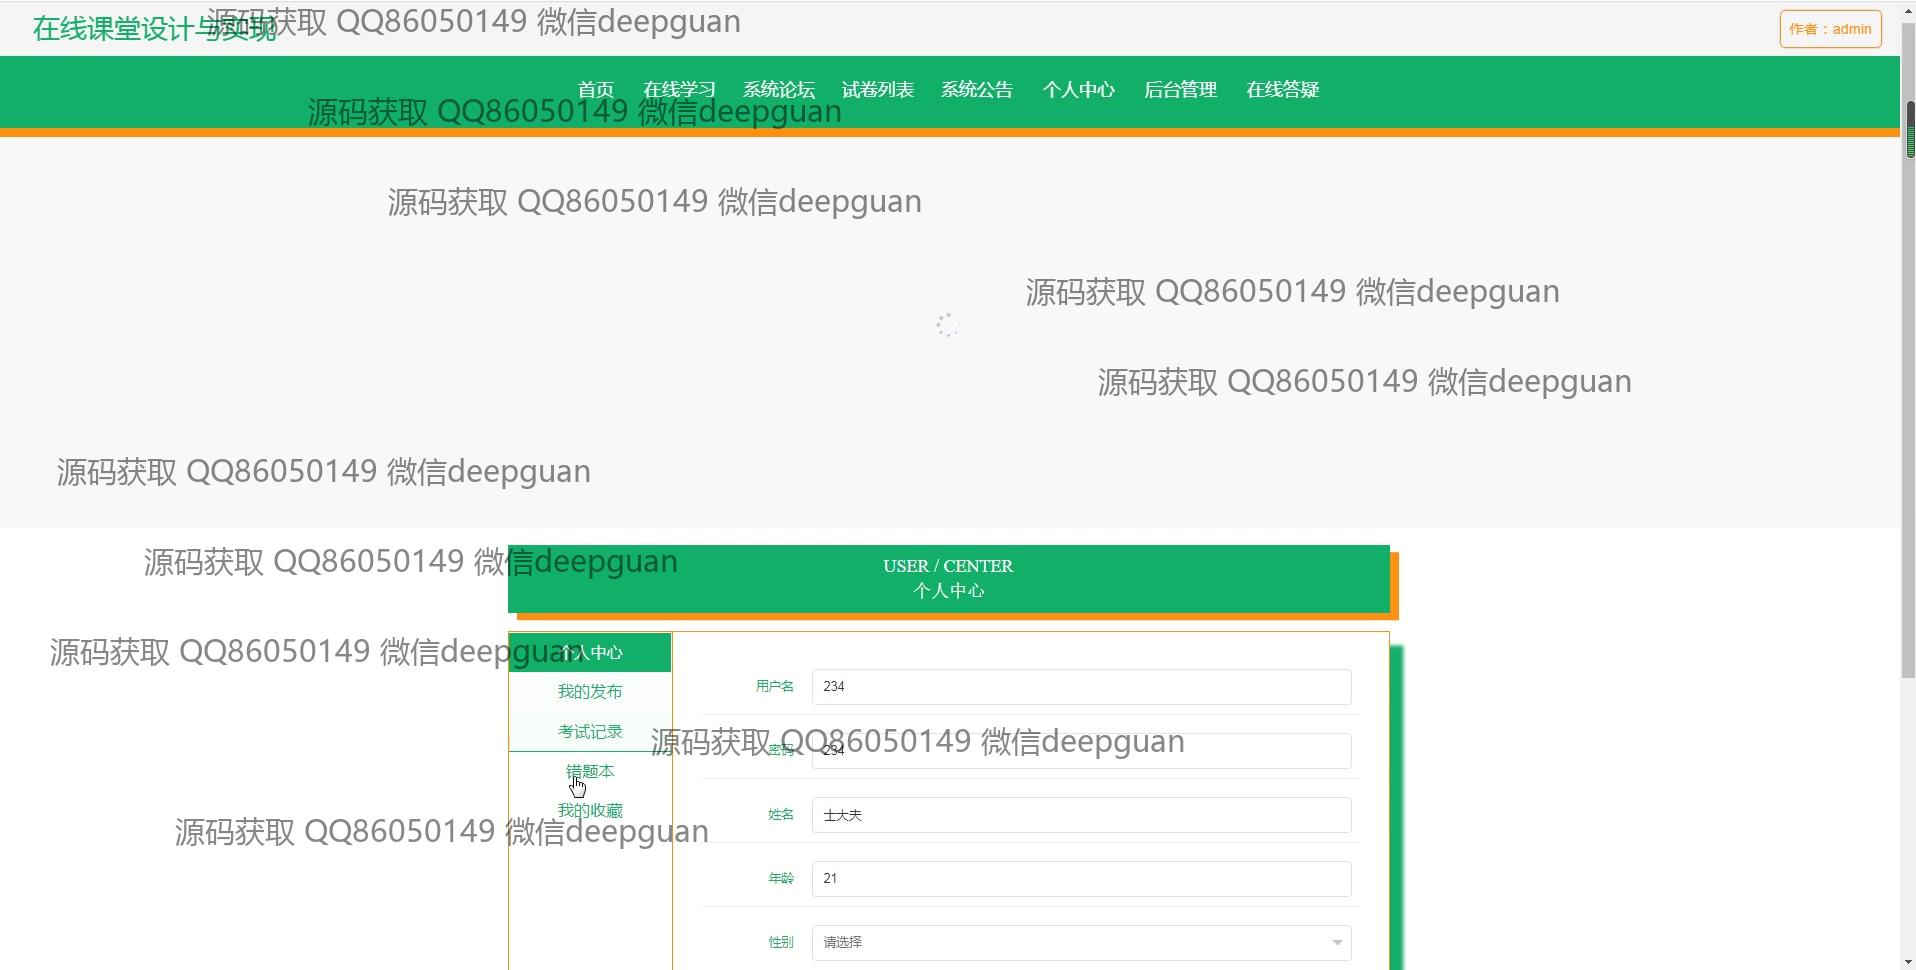 在线课堂设计与实现
源码获取 QQ86050149 微信deepguan
作者：admin
首页 在线学习 系统论坛 试卷列表 系统公告 个人中心 后台管理 在线答疑
源码获取 QQ86050149 微信deepguan
源码获取 QQ86050149 微信deepguan
源码获取 QQ86050149 微信deepguan
源码获取 QQ86050149 微信deepguan
源码获取 QQ86050149 微信deepguan
源码获取 QQ86050149 微信deepguan
USER / CENTER
个人中心
源码获取 QQ86050149 微信deepguan
个人中心
我的发布
考试记录
错题本
我的收藏
用户名 234
源码获取 QQ86050149 微信deepguan
密码 234
姓名 士大夫
源码获取 QQ86050149 微信deepguan
年龄 21
性别 请选择